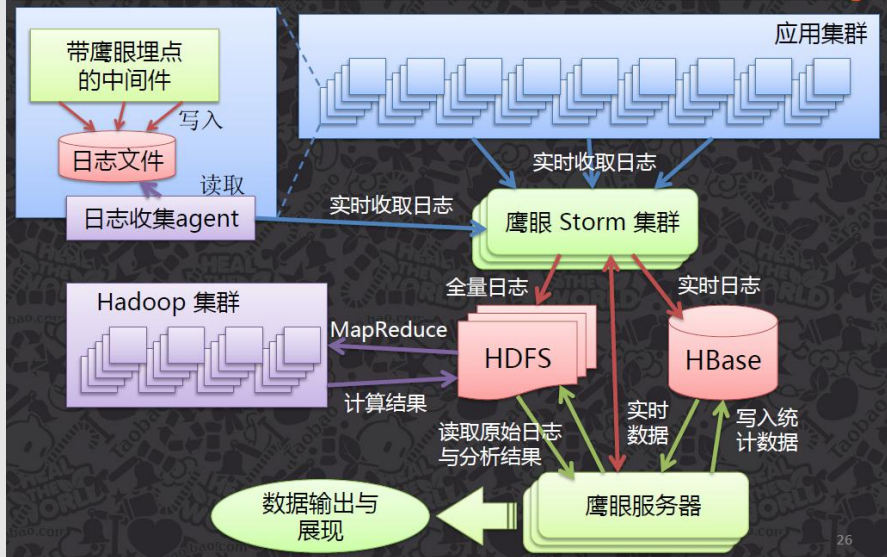 应用集群
带鹰眼埋点
的中间件
写入
日志文件
读取
日志收集agent
实时收取日志
实时收取日志
鹰眼 Storm 集群
全量日志
实时日志
Hadoop 集群
MapReduce
HDFS
HBase
计算结果
读取原始日志
与分析结果
实时
数据
写入统
计数据
数据输出与
展现
鹰眼服务器
26